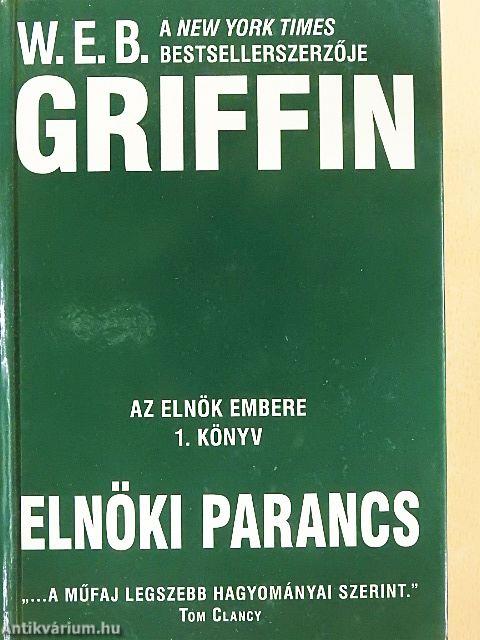 W. E. B.
A NEW YORK TIMES
BESTSELLERSZERZŐJE
GRIFFIN
AZ ELNÖK EMBERE
1. KÖNYV
ELNÖKI PARANCS
„...A MŰFAJ LEGSZEBB HAGYOMÁNYAI SZERINT.”
TOM CLANCY
Antikvárium.hu